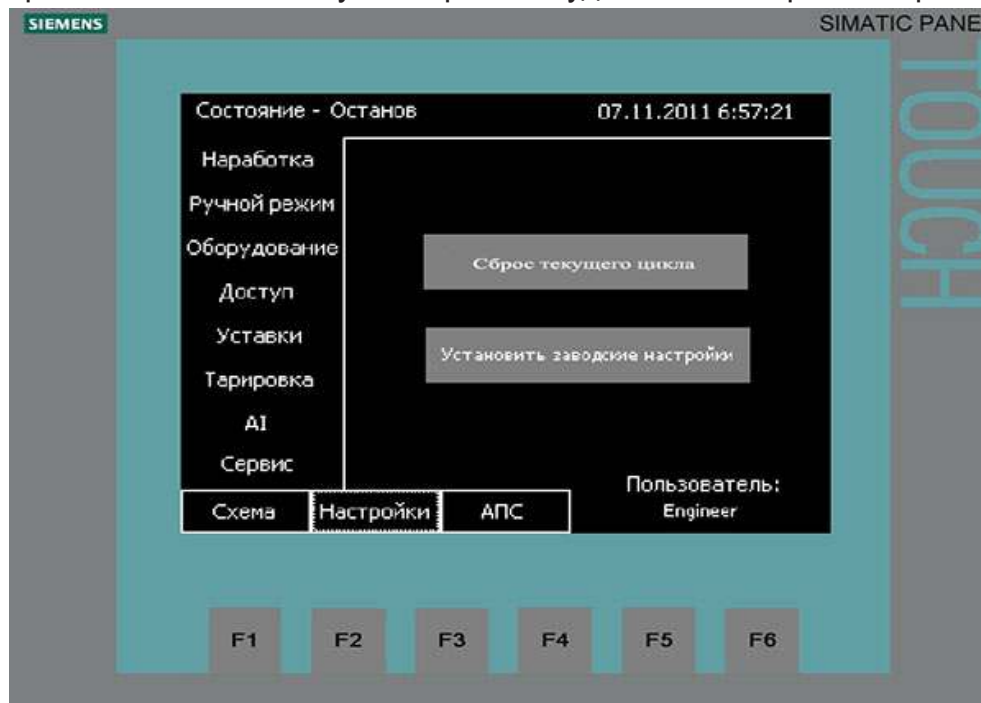 SIEMENS
SIMATIC PANE
TOUCH
Состояние - Останов 07.11.2011 6:57:21
Наработка
Ручной режим
Оборудование
Доступ
Уставки
Тарировка
AI
Сервис
Сброс текущего цикла
Установить заводские настройки
Пользователь:
Engineer
Схема Настройки АПС
F1 F2 F3 F4 F5 F6